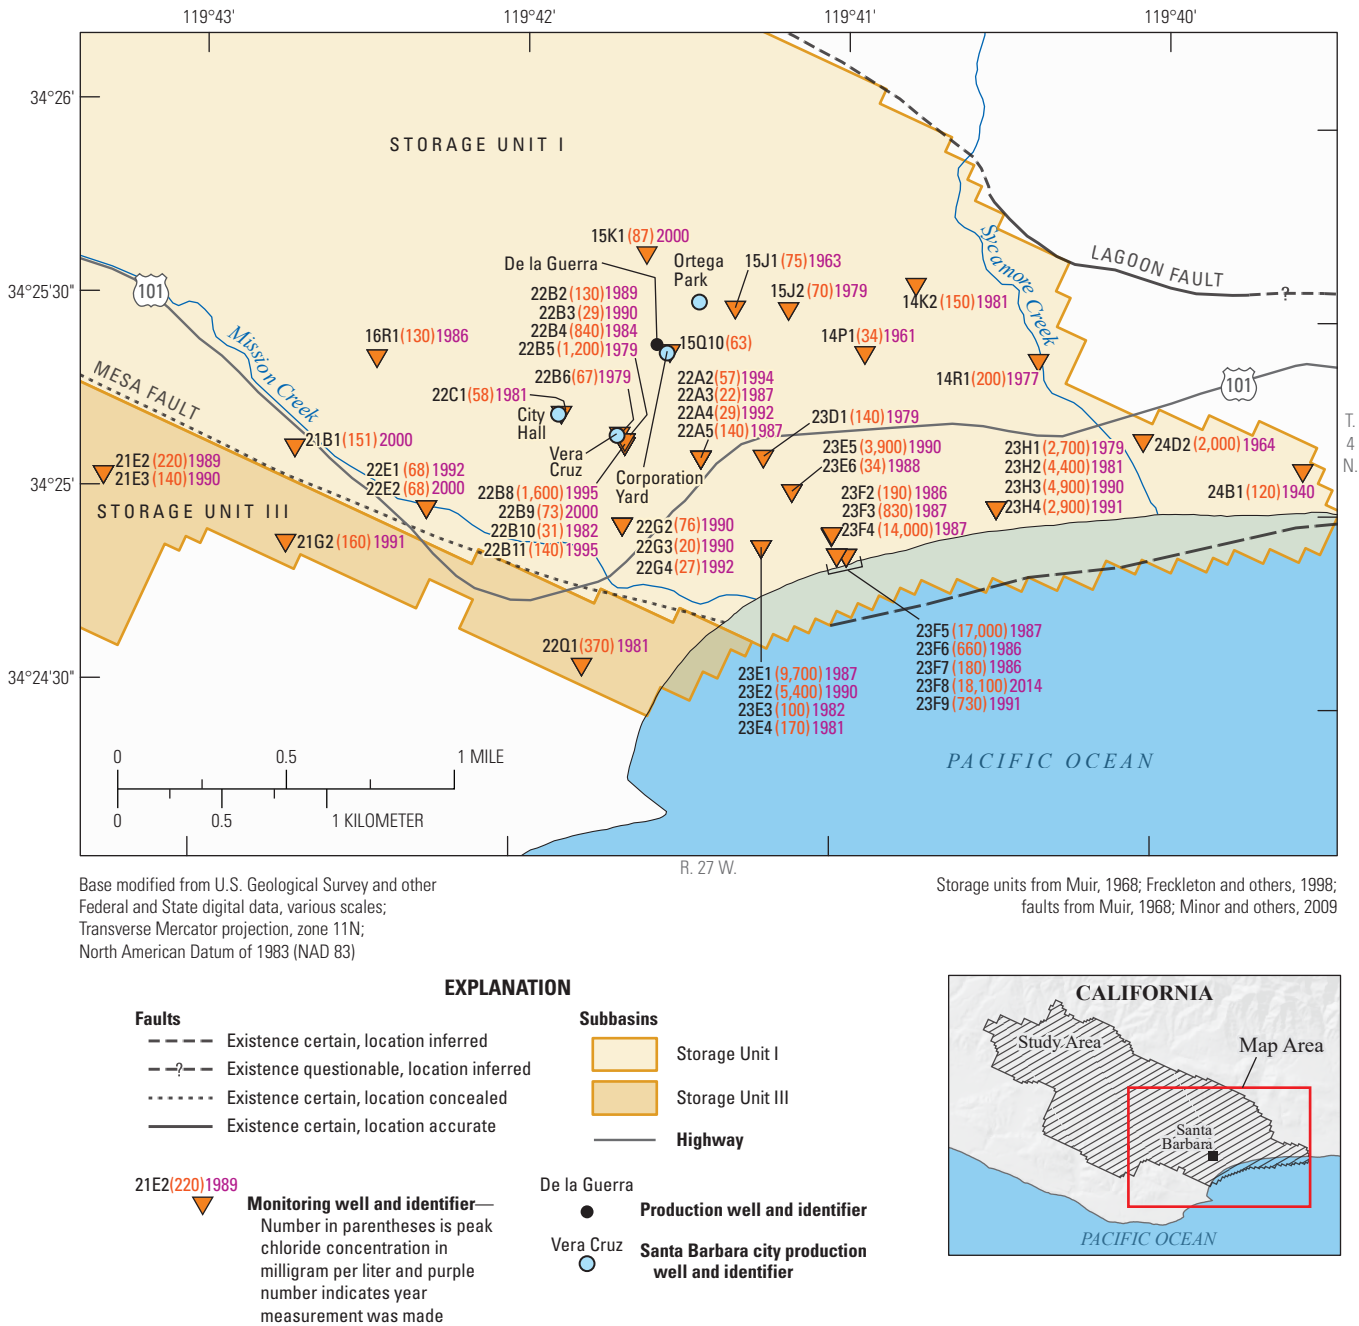 119°43'
119°42'
119°41'
119°40'
34°26'
STORAGE UNIT I
15K1(87)2000
De la Guerra
Ortega
Park
15J1(75)1963
Sycamore Creek
LAGOON FAULT
?
101
34°25'30"
22B2(130)1989
22B3(29)1990
22B4(840)1984
22B5(1,200)1979
15J2(70)1979
14K2(150)1981
16R1(130)1986
Mission Creek
15Q10(63)
14P1(34)1961
MESA FAULT
22B6(67)1979
22C1(58)1981
22A2(57)1994
22A3(22)1987
22A4(29)1992
22A5(140)1987
14R1(200)1977
101
City
Hall
23D1(140)1979
T.
4
N.
21B1(151)2000
Vera
Cruz
23E5(3,900)1990
23E6(34)1988
23H1(2,700)1979
23H2(4,400)1981
23H3(4,900)1990
23H4(2,900)1991
24D2(2,000)1964
21E2(220)1989
21E3(140)1990
22E1(68)1992
22E2(68)2000
Corporation
Yard
34°25'
22B8(1,600)1995
22B9(73)2000
22B10(31)1982
22B11(140)1995
23F2(190)1986
23F3(830)1987
23F4(14,000)1987
24B1(120)1940
STORAGE UNIT III
21G2(160)1991
22G2(76)1990
22G3(20)1990
22G4(27)1992
22Q1(370)1981
23F5(17,000)1987
23F6(660)1986
23F7(180)1986
23F8(18,100)2014
23F9(730)1991
34°24'30"
23E1(9,700)1987
23E2(5,400)1990
23E3(100)1982
23E4(170)1981
PACIFIC OCEAN
0 0.5 1 MILE
0 0.5 1 KILOMETER
R. 27 W.
Base modified from U.S. Geological Survey and other
Federal and State digital data, various scales;
Transverse Mercator projection, zone 11N;
North American Datum of 1983 (NAD 83)
Storage units from Muir, 1968; Freckleton and others, 1998;
faults from Muir, 1968; Minor and others, 2009
EXPLANATION
Faults
Existence certain, location inferred
?
Existence questionable, location inferred
Existence certain, location concealed
Existence certain, location accurate
Subbasins
Storage Unit I
Storage Unit III
Highway
21E2(220)1989
Monitoring well and identifier—
Number in parentheses is peak
chloride concentration in
milligram per liter and purple
number indicates year
measurement was made
De la Guerra
Production well and identifier
Vera Cruz
Santa Barbara city production
well and identifier
CALIFORNIA
Study Area
Map Area
Santa
Barbara
PACIFIC OCEAN